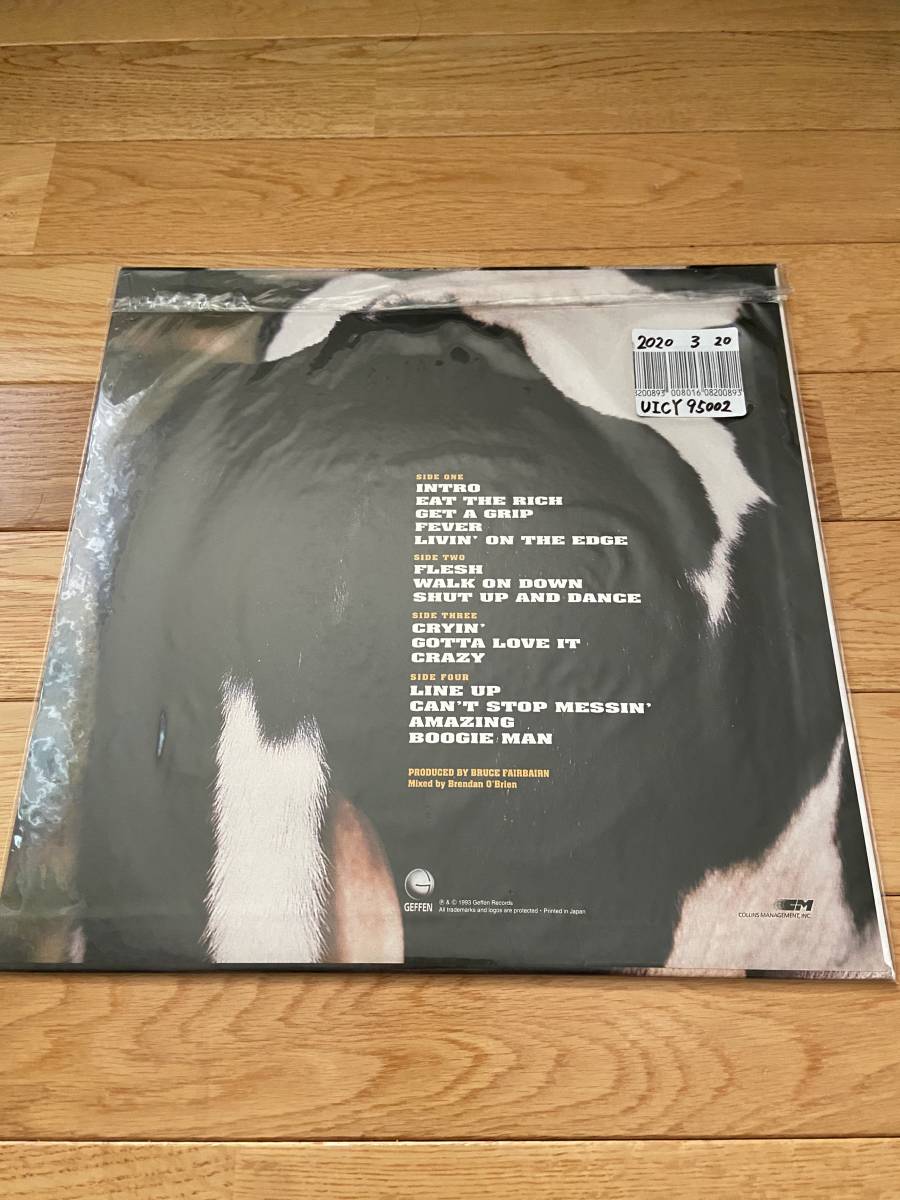 2020 3 20
8200893 008016 08200893
UICY 95002
SIDE ONE
INTRO
EAT THE RICH
GET A GRIP
FEVER
LIVIN' ON THE EDGE
SIDE TWO
FLESH
WALK ON DOWN
SHUT UP AND DANCE
SIDE THREE
CRYIN'
GOTTA LOVE IT
CRAZY
SIDE FOUR
LINE UP
CAN'T STOP MESSIN'
AMAZING
BOOGIE MAN
PRODUCED BY BRUCE FAIRBAIRN
Mixed by Brendan O'Brien
GEFFEN
℗ & © 1993 Geffen Records
All trademarks and logos are protected · Printed in Japan
CM
COLLINS MANAGEMENT, INC.